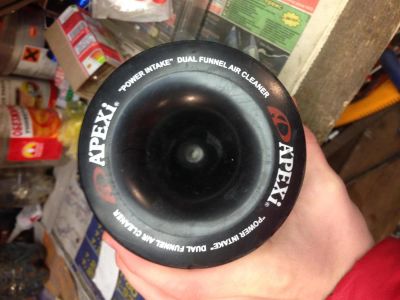 "POWER INTAKE" DUAL FUNNEL AIR CLEANER
APEXi®
APEXi®
"POWER INTAKE" DUAL FUNNEL AIR CLEANER